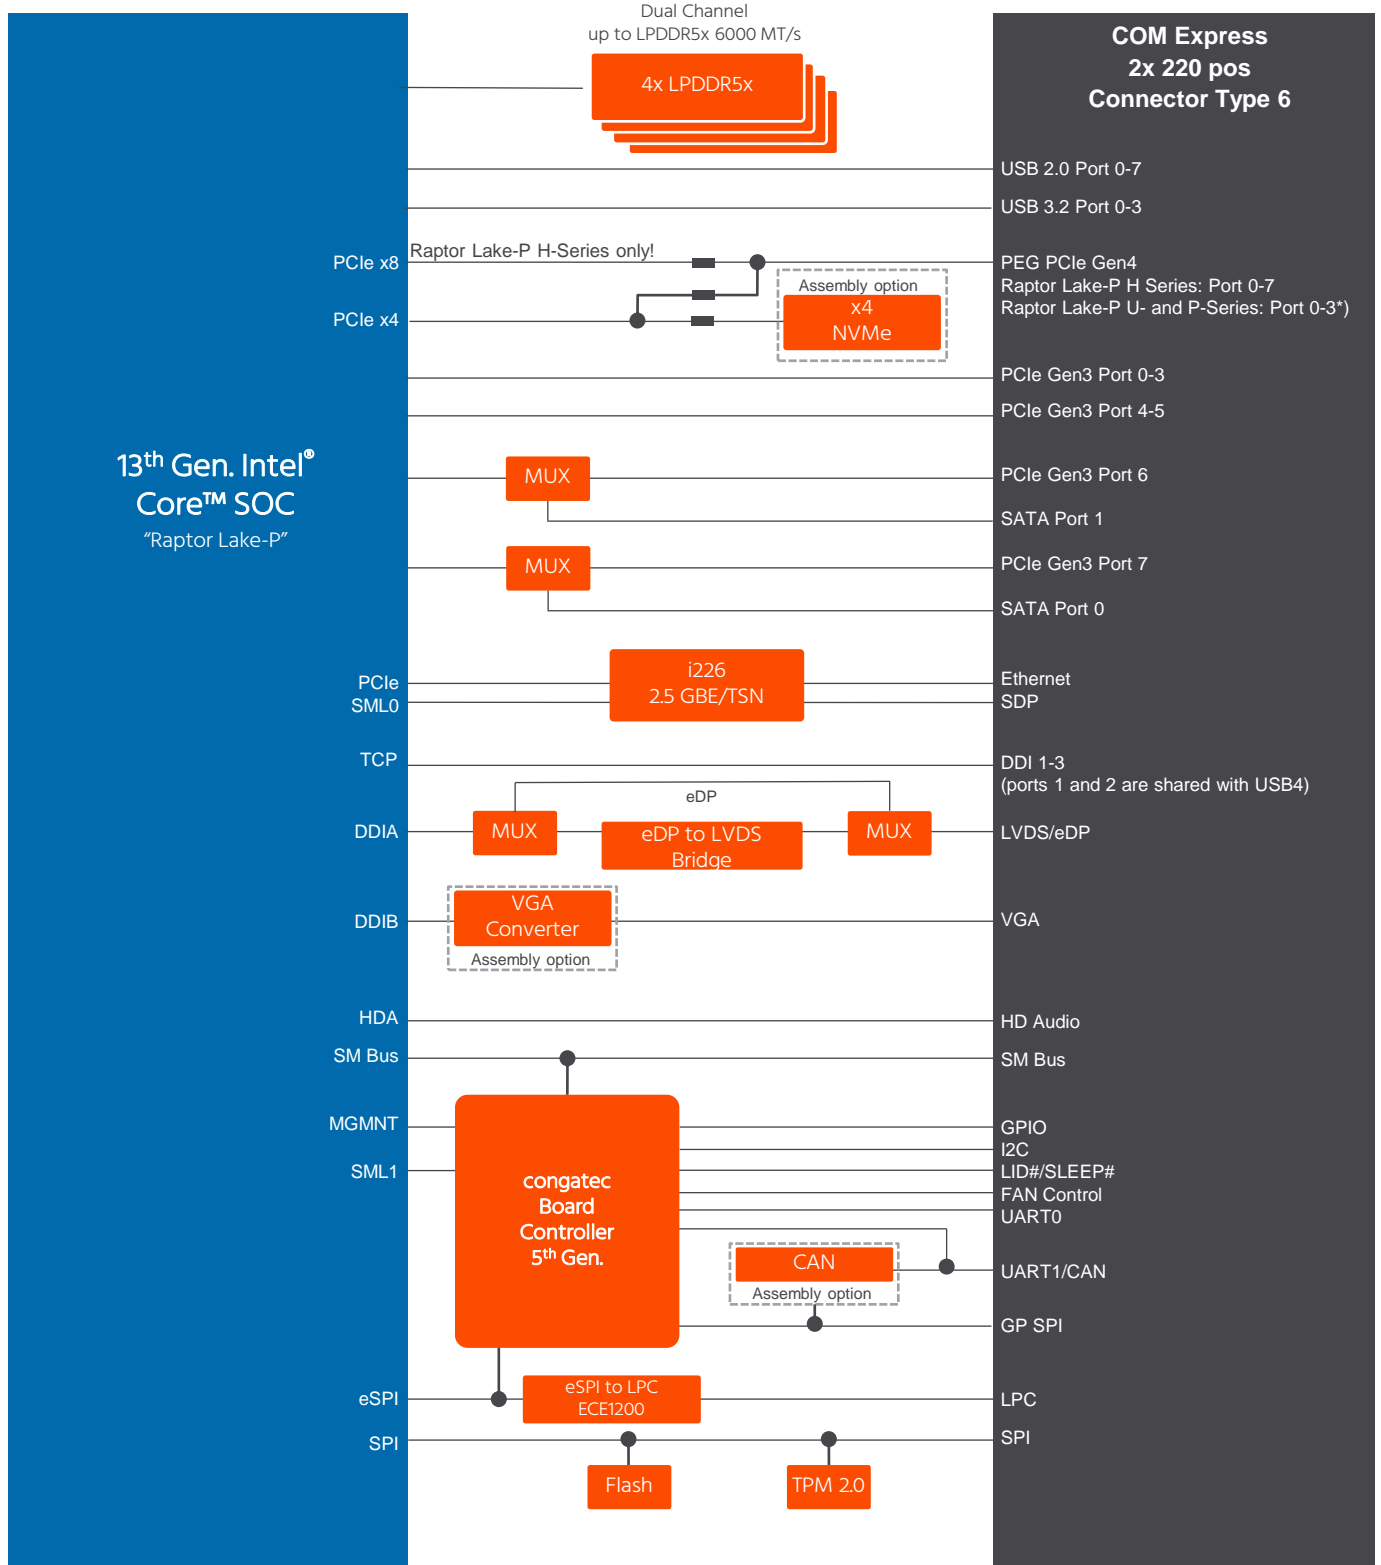 Dual Channel
up to LPDDR5x 6000 MT/s
4x LPDDR5x
COM Express
2x 220 pos
Connector Type 6
USB 2.0 Port 0-7
USB 3.2 Port 0-3
PCIe x8
Raptor Lake-P H-Series only!
PEG PCIe Gen4
Raptor Lake-P H Series: Port 0-7
Raptor Lake-P U- and P-Series: Port 0-3*)
Assembly option
x4
NVMe
PCIe x4
PCIe Gen3 Port 0-3
PCIe Gen3 Port 4-5
13th Gen. Intel®
Core™ SOC
“Raptor Lake-P”
MUX
PCIe Gen3 Port 6
SATA Port 1
MUX
PCIe Gen3 Port 7
SATA Port 0
PCIe
SML0
i226
2.5 GBE/TSN
Ethernet
SDP
TCP
DDI 1-3
(ports 1 and 2 are shared with USB4)
eDP
DDIA
MUX
eDP to LVDS
Bridge
MUX
LVDS/eDP
DDIB
VGA
Converter
Assembly option
VGA
HDA
HD Audio
SM Bus
SM Bus
MGMNT
SML1
congatec
Board
Controller
5th Gen.
GPIO
I2C
LID#/SLEEP#
FAN Control
UART0
CAN
Assembly option
UART1/CAN
GP SPI
eSPI
eSPI to LPC
ECE1200
LPC
SPI
SPI
Flash
TPM 2.0